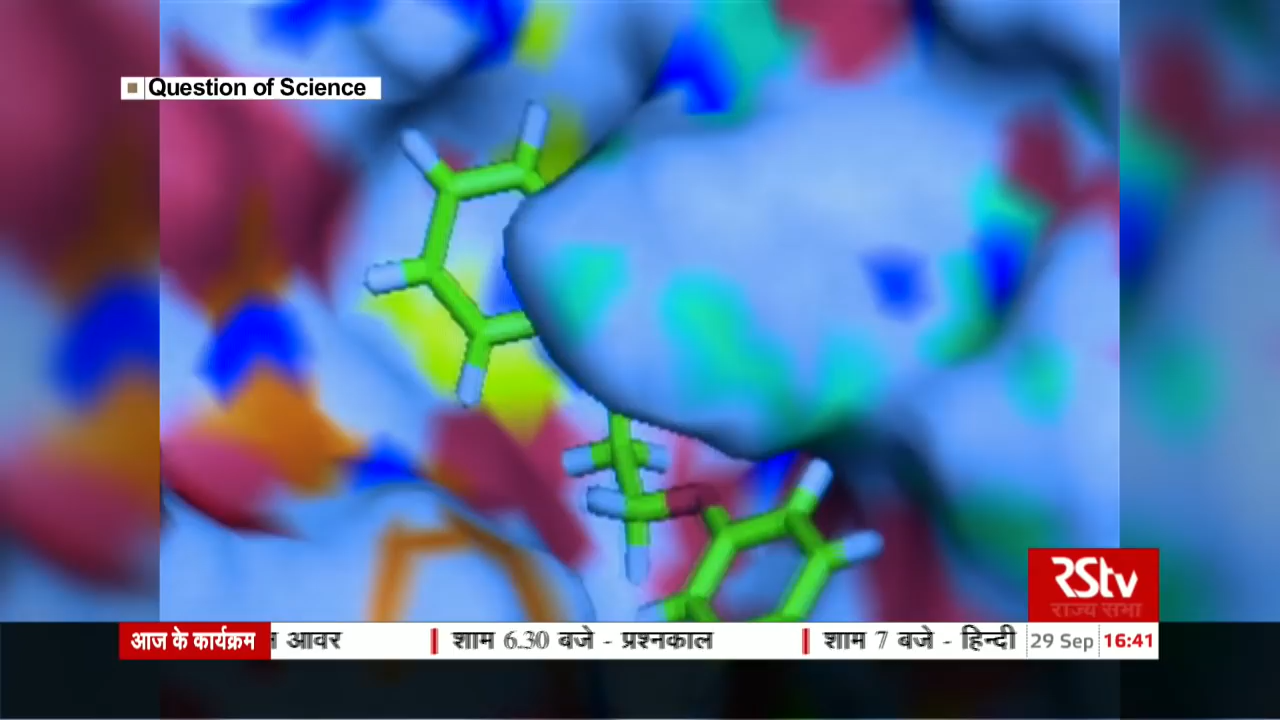 Question of Science
RStv
राज्य सभा
आज के कार्यक्रम
आवर
शाम 6.30 बजे - प्रश्नकाल
शाम 7 बजे - हिन्दी
29 Sep
16:41